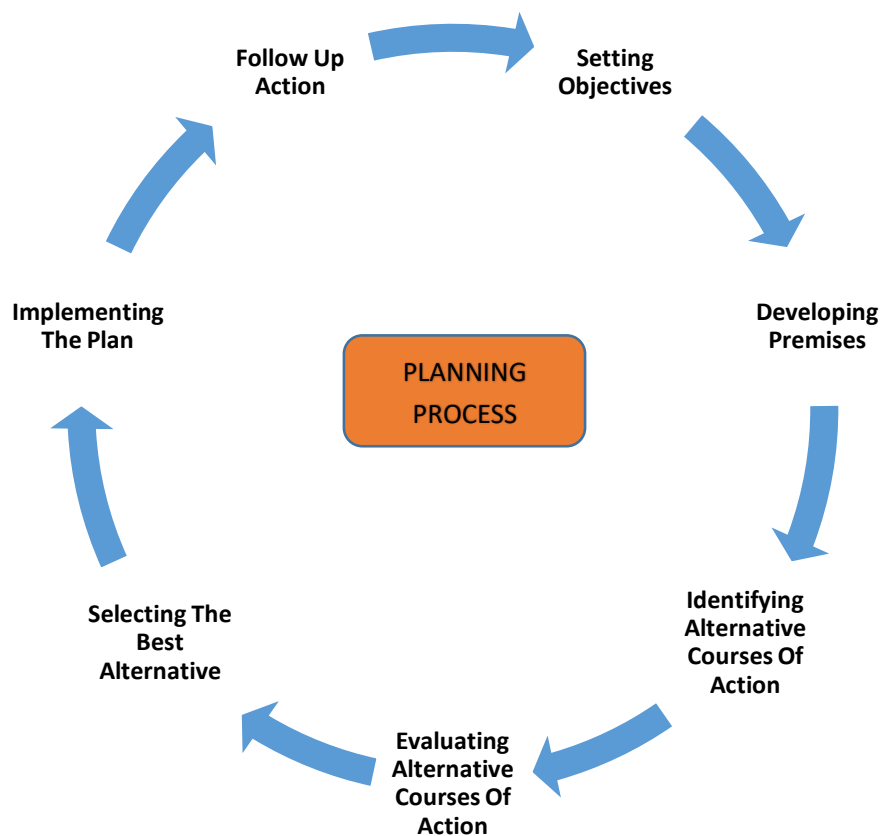 Follow Up
Action
Setting
Objectives
Developing
Premises
Identifying
Alternative
Courses Of
Action
Evaluating
Alternative
Courses Of
Action
Selecting The
Best
Alternative
Implementing
The Plan
PLANNING
PROCESS